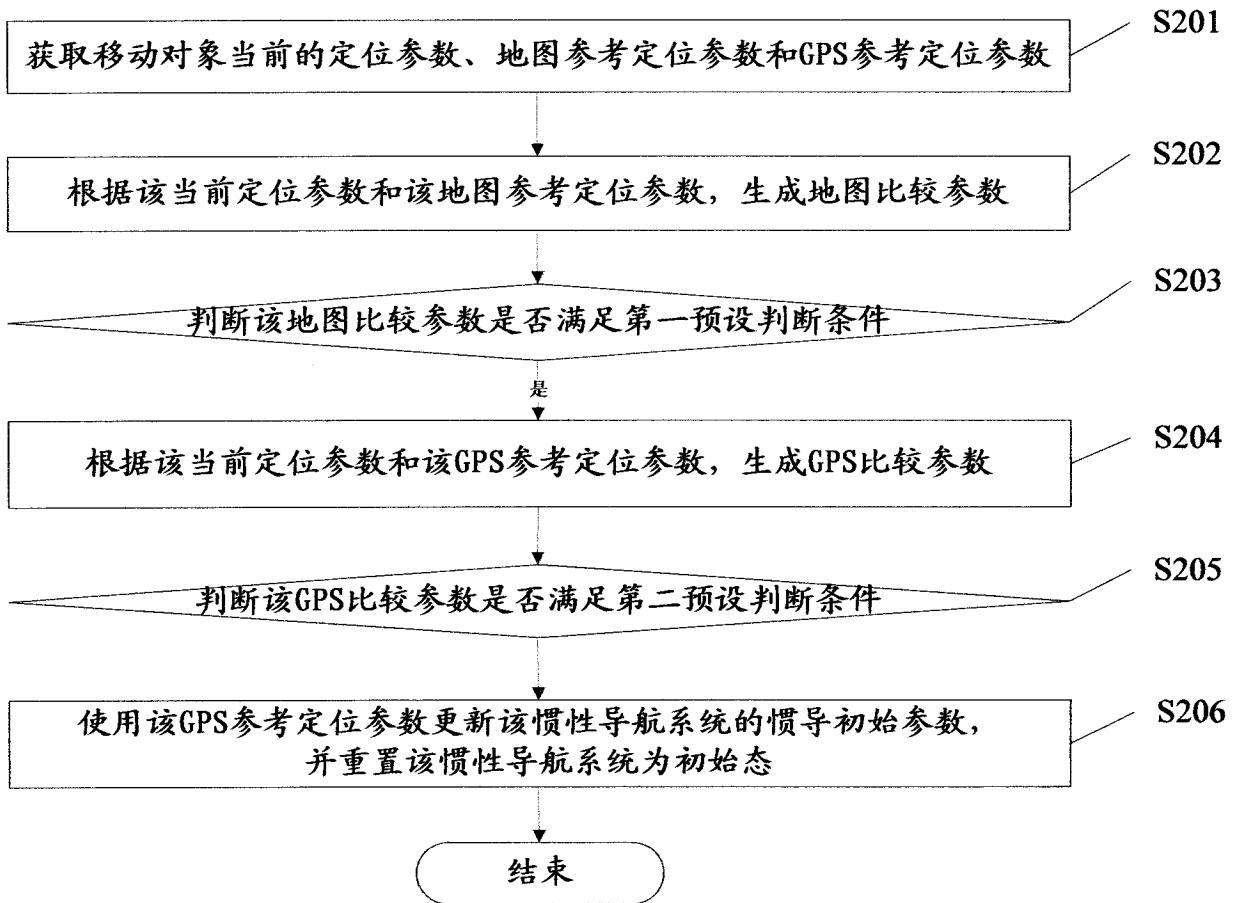 S201
获取移动对象当前的定位参数、地图参考定位参数和GPS参考定位参数
S202
根据该当前定位参数和该地图参考定位参数，生成地图比较参数
S203
判断该地图比较参数是否满足第一预设判断条件
是
S204
根据该当前定位参数和该GPS参考定位参数，生成GPS比较参数
S205
判断该GPS比较参数是否满足第二预设判断条件
S206
使用该GPS参考定位参数更新该惯性导航系统的惯导初始参数，
并重置该惯性导航系统为初始态
结束